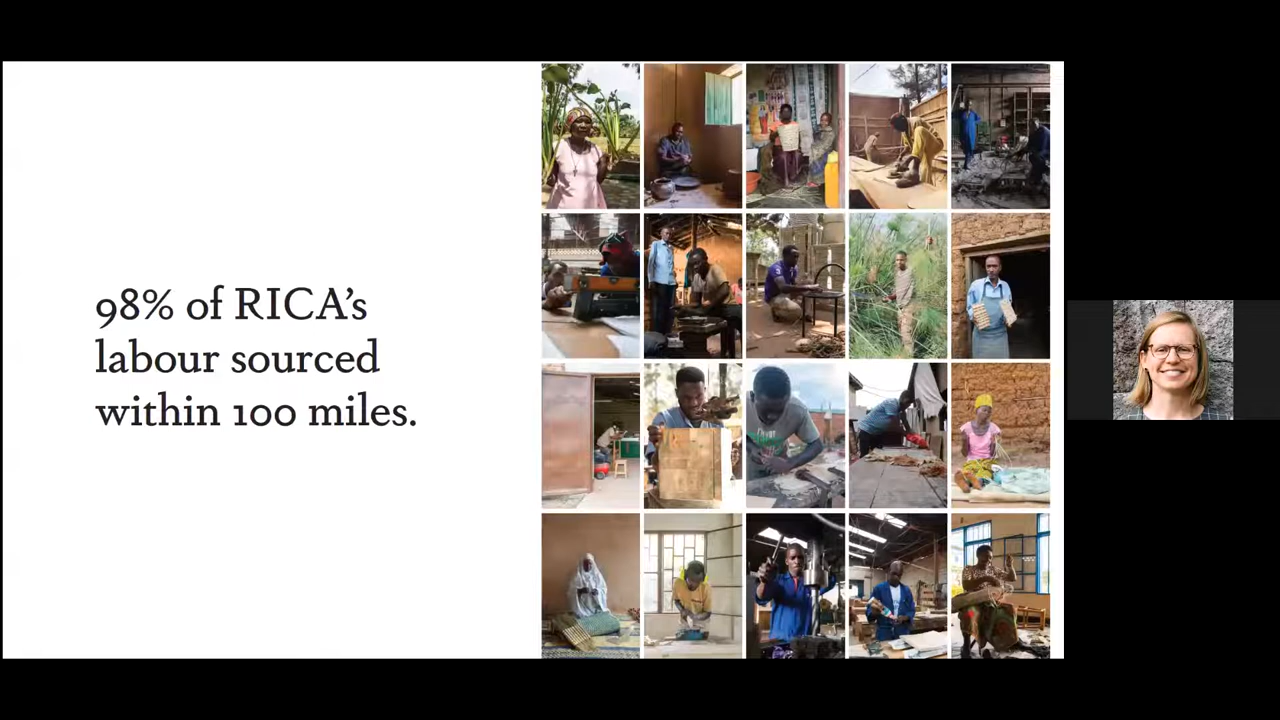 98% of RICA’s
labour sourced
within 100 miles.